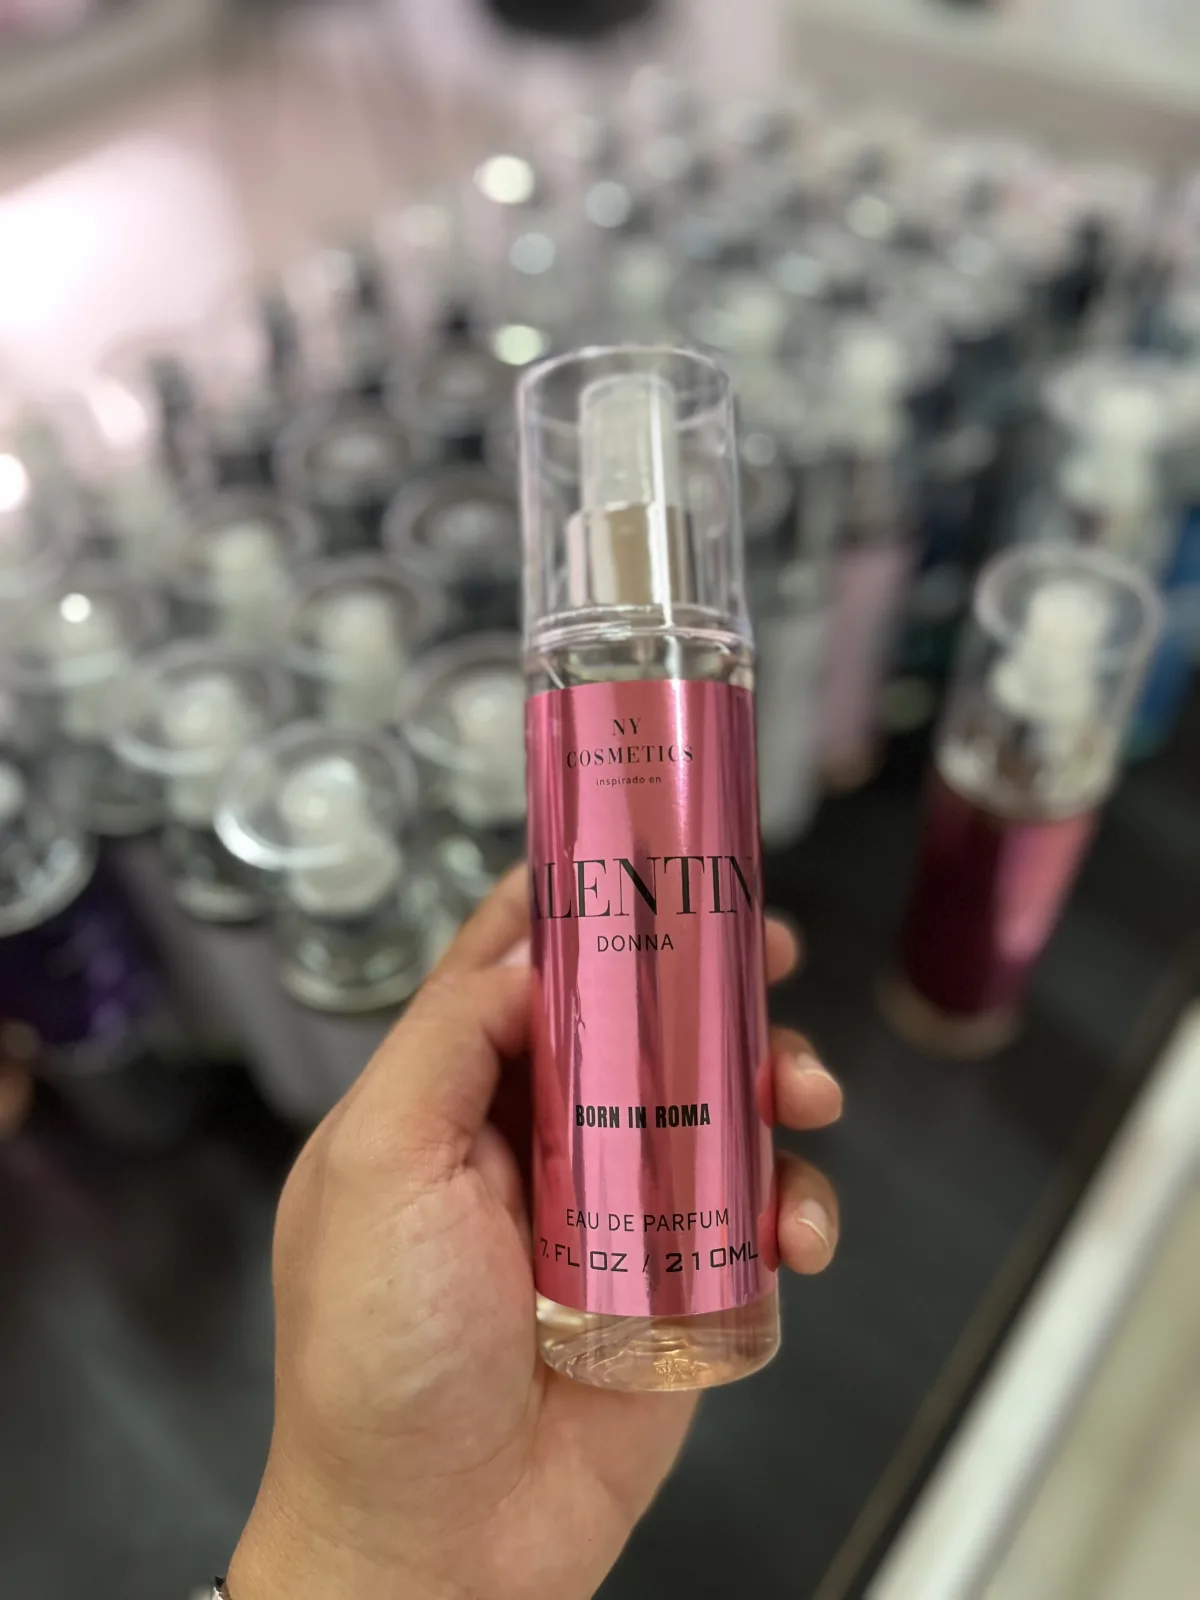 NY
COSMETICS
inspirado en
ALENTIN
DONNA
BORN IN ROMA
EAU DE PARFUM
7. FL OZ / 210ML